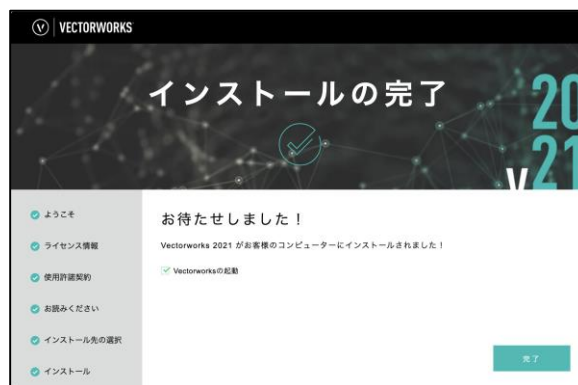 VECTORWORKS
インストールの完了
20
v21
ようこそ
ライセンス情報
使用許諾契約
お読みください
インストール先の選択
インストール
お待たせしました！
Vectorworks 2021 がお客様のコンピューターにインストールされました！
Vectorworksの起動
完了